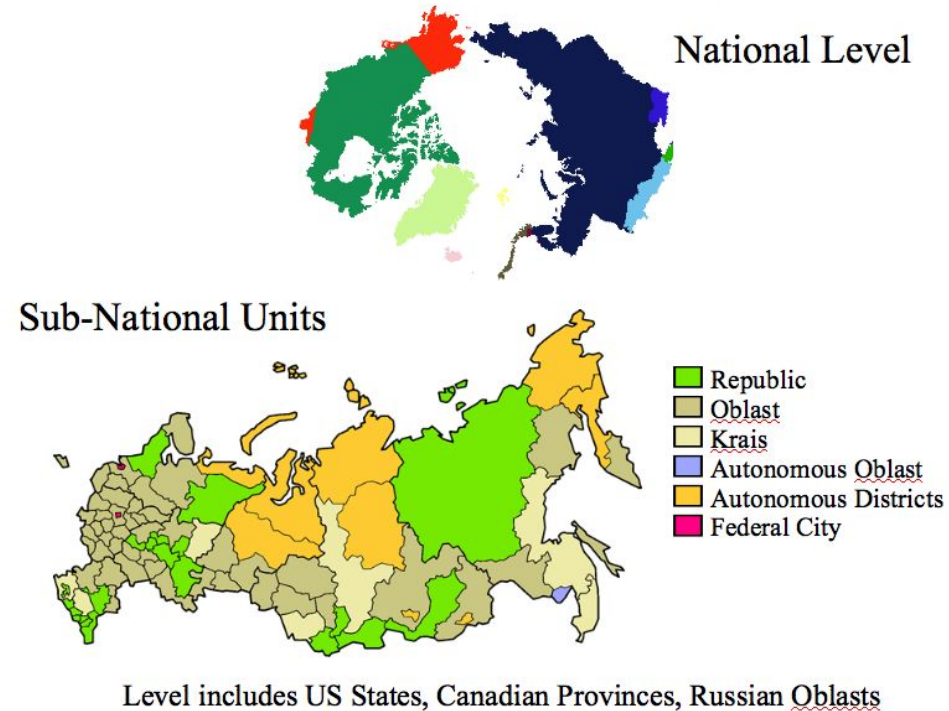 National Level
Sub-National Units
Republic
Oblast
Krais
Autonomous Oblast
Autonomous Districts
Federal City
Level includes US States, Canadian Provinces, Russian Oblasts